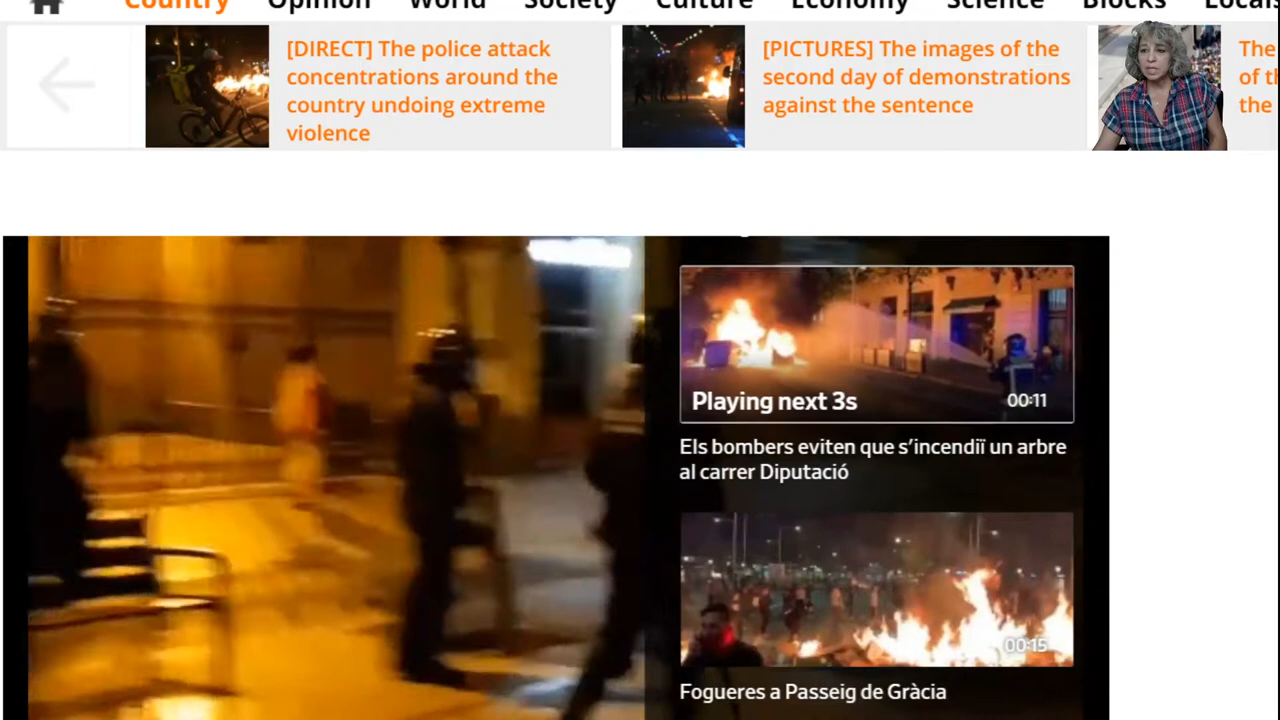 Country Opinion World Society Culture Economy Science Blocks Locals
[DIRECT] The police attack
concentrations around the
country undoing extreme
violence
[PICTURES] The images of the
second day of demonstrations
against the sentence
The
of
the
Playing next 3s
00:11
Els bombers eviten que s'incendiï un arbre
al carrer Diputació
00:15
Fogueres a Passeig de Gràcia